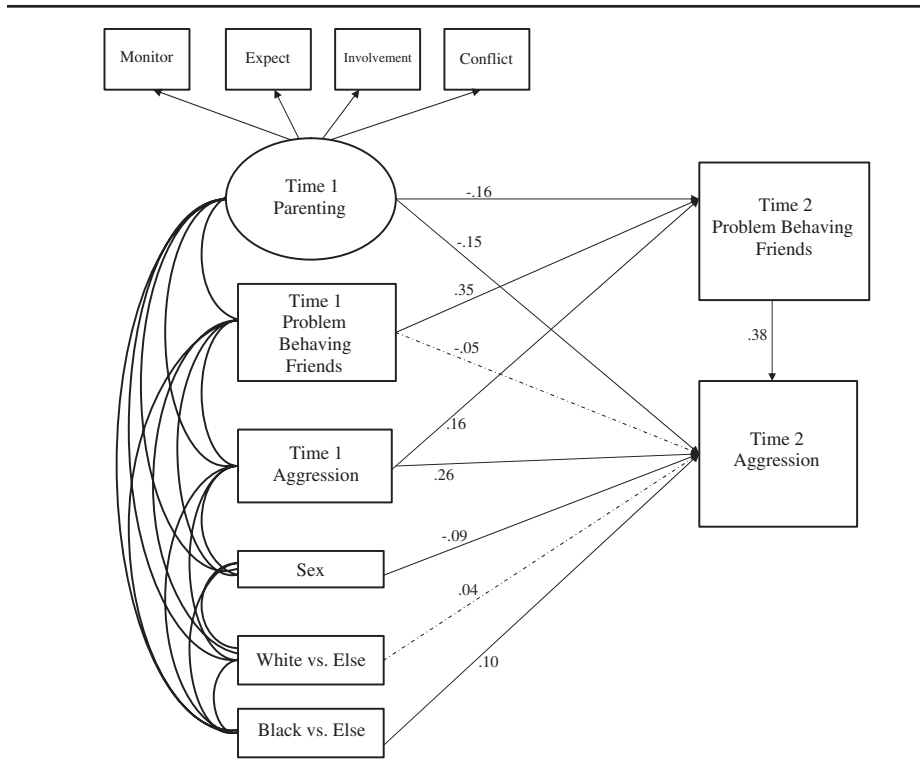 Monitor
Expect
Involvement
Conflict
Time 1
Parenting
-.16
Time 2
Problem Behaving
Friends
-.15
Time 1
Problem
Behaving
Friends
.35
-.05
.38
.16
Time 1
Aggression
.26
Time 2
Aggression
-.09
Sex
.04
White vs. Else
.10
Black vs. Else